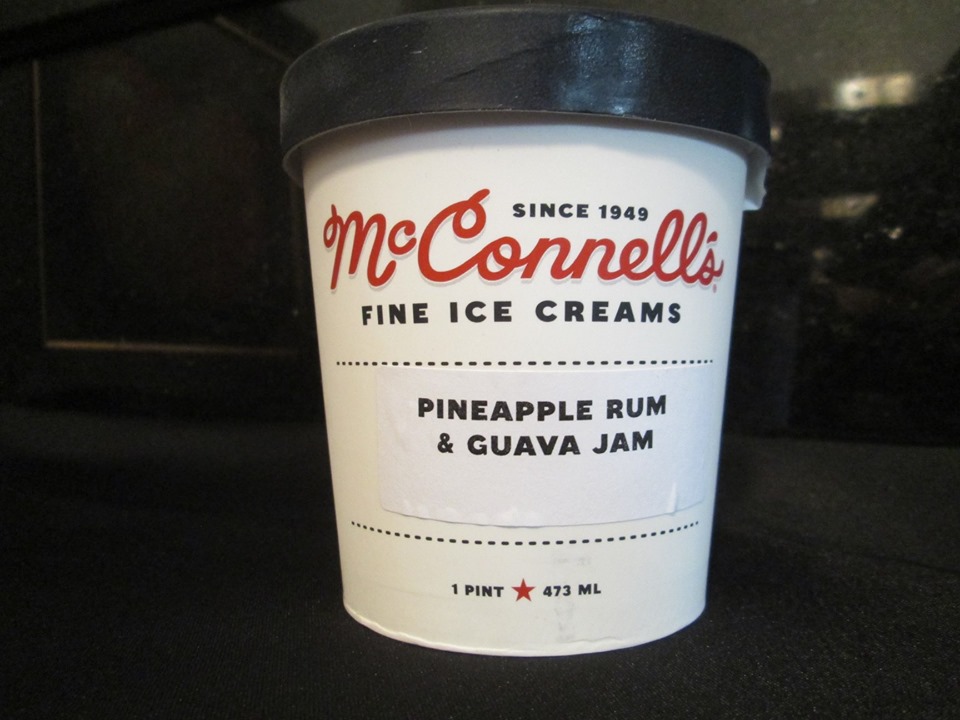 SINCE 1949
McConnell's
FINE ICE CREAMS
PINEAPPLE RUM
& GUAVA JAM
1 PINT ★ 473 ML